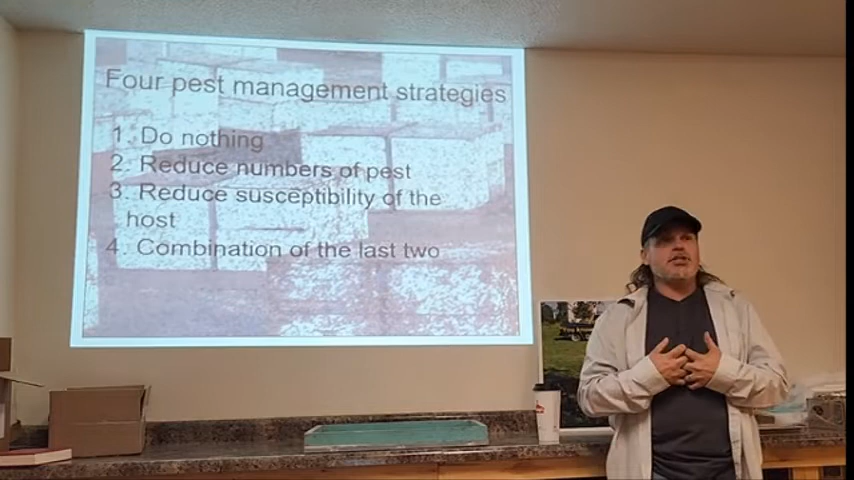 Four pest management strategies
1. Do nothing
2. Reduce numbers of pest
3. Reduce susceptibility of the
host
4. Combination of the last two